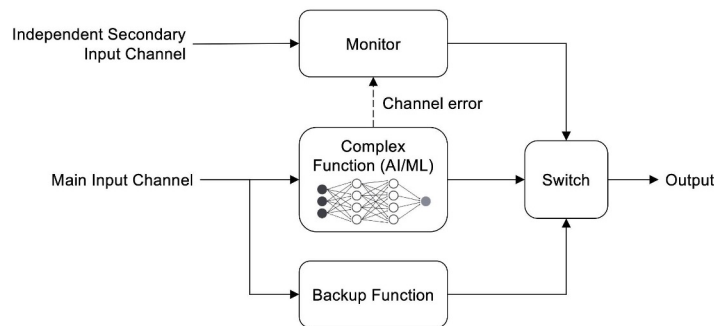 Independent Secondary
Input Channel
Monitor
Channel error
Complex
Function (AI/ML)
Main Input Channel
Switch
Output
Backup Function